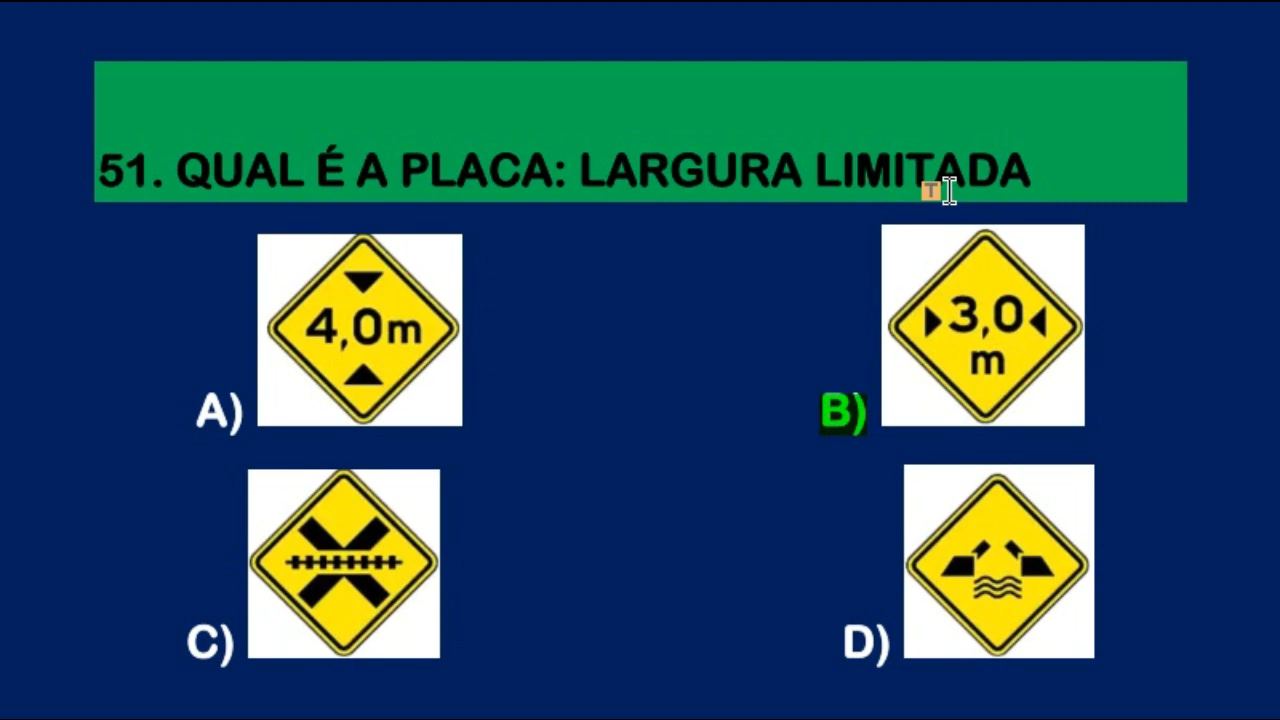 51. QUAL É A PLACA: LARGURA LIMITADA
T
4,0m
A)
3,0
m
B)
C)
D)